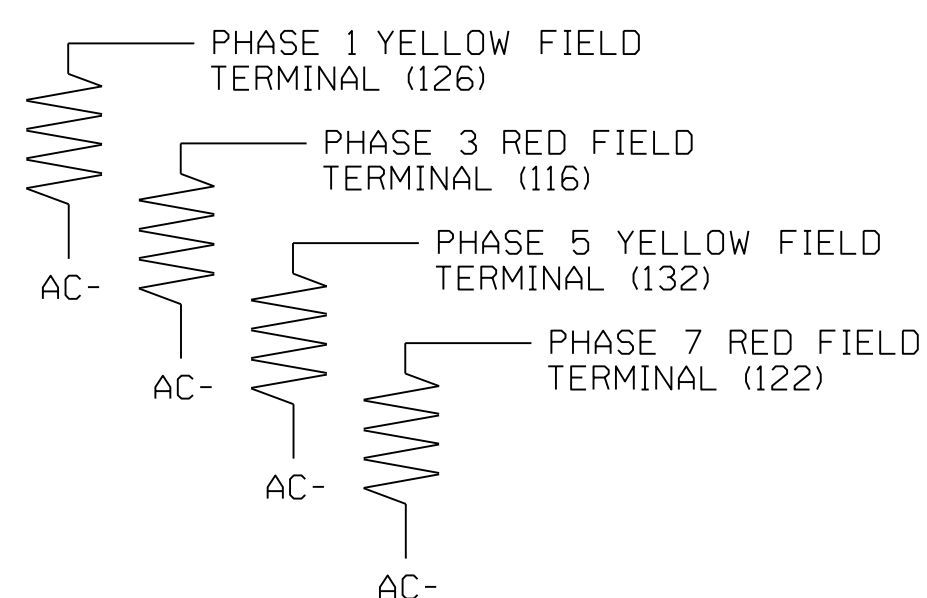 PHASE 1 YELLOW FIELD
TERMINAL (126)
PHASE 3 RED FIELD
TERMINAL (116)
AC-
PHASE 5 YELLOW FIELD
TERMINAL (132)
AC-
PHASE 7 RED FIELD
TERMINAL (122)
AC-
AC-